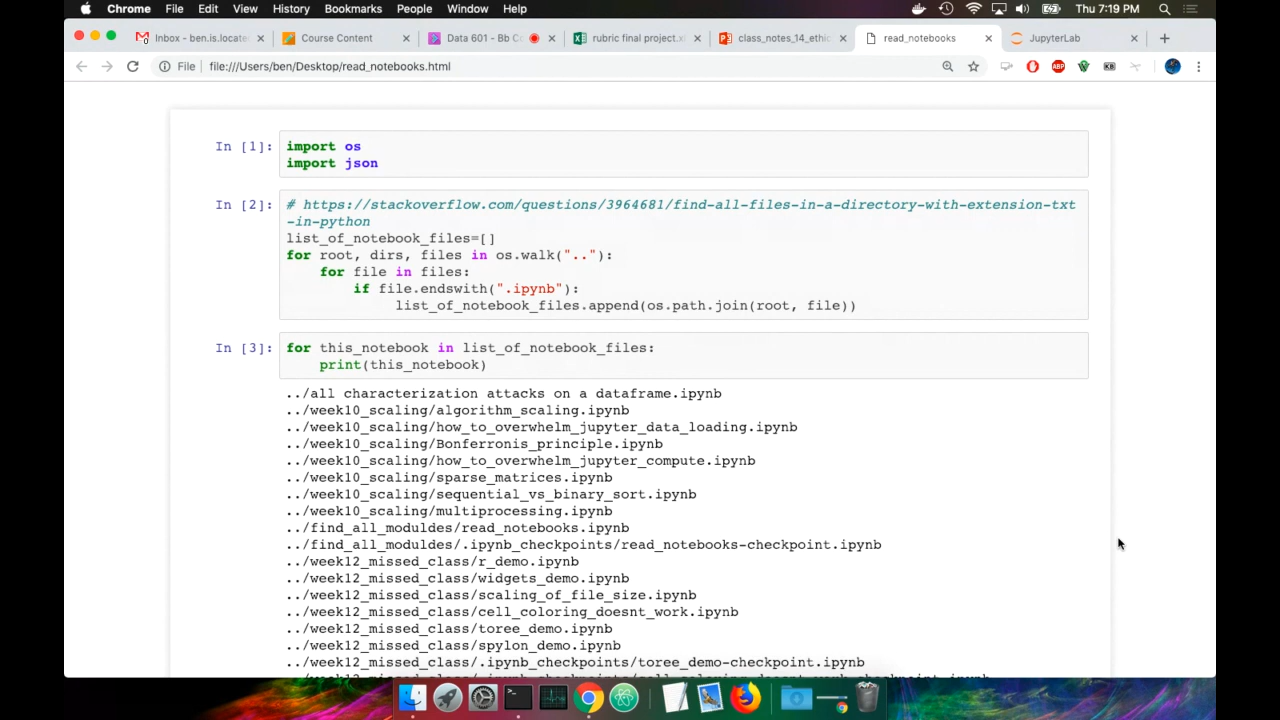 Chrome File Edit View History Bookmarks People Window Help Thu 7:19 PM
Inbox - ben.is.locate Course Content Data 601 - Bb Co rubric final project.xl class_notes_14_ethic read_notebooks JupyterLab
File file:///Users/ben/Desktop/read_notebooks.html ABP KB
In [1]: import os
import json
In [2]: # https://stackoverflow.com/questions/3964681/find-all-files-in-a-directory-with-extension-txt
-in-python
list_of_notebook_files=[]
for root, dirs, files in os.walk(".."):
for file in files:
if file.endswith(".ipynb"):
list_of_notebook_files.append(os.path.join(root, file))
In [3]: for this_notebook in list_of_notebook_files:
print(this_notebook)
../all characterization attacks on a dataframe.ipynb
../week10_scaling/algorithm_scaling.ipynb
../week10_scaling/how_to_overwhelm_jupyter_data_loading.ipynb
../week10_scaling/Bonferronis_principle.ipynb
../week10_scaling/how_to_overwhelm_jupyter_compute.ipynb
../week10_scaling/sparse_matrices.ipynb
../week10_scaling/sequential_vs_binary_sort.ipynb
../week10_scaling/multiprocessing.ipynb
../find_all_moduldes/read_notebooks.ipynb
../find_all_moduldes/.ipynb_checkpoints/read_notebooks-checkpoint.ipynb
../week12_missed_class/r_demo.ipynb
../week12_missed_class/widgets_demo.ipynb
../week12_missed_class/scaling_of_file_size.ipynb
../week12_missed_class/cell_coloring_doesnt_work.ipynb
../week12_missed_class/toree_demo.ipynb
../week12_missed_class/spylon_demo.ipynb
../week12_missed_class/.ipynb_checkpoints/toree_demo-checkpoint.ipynb